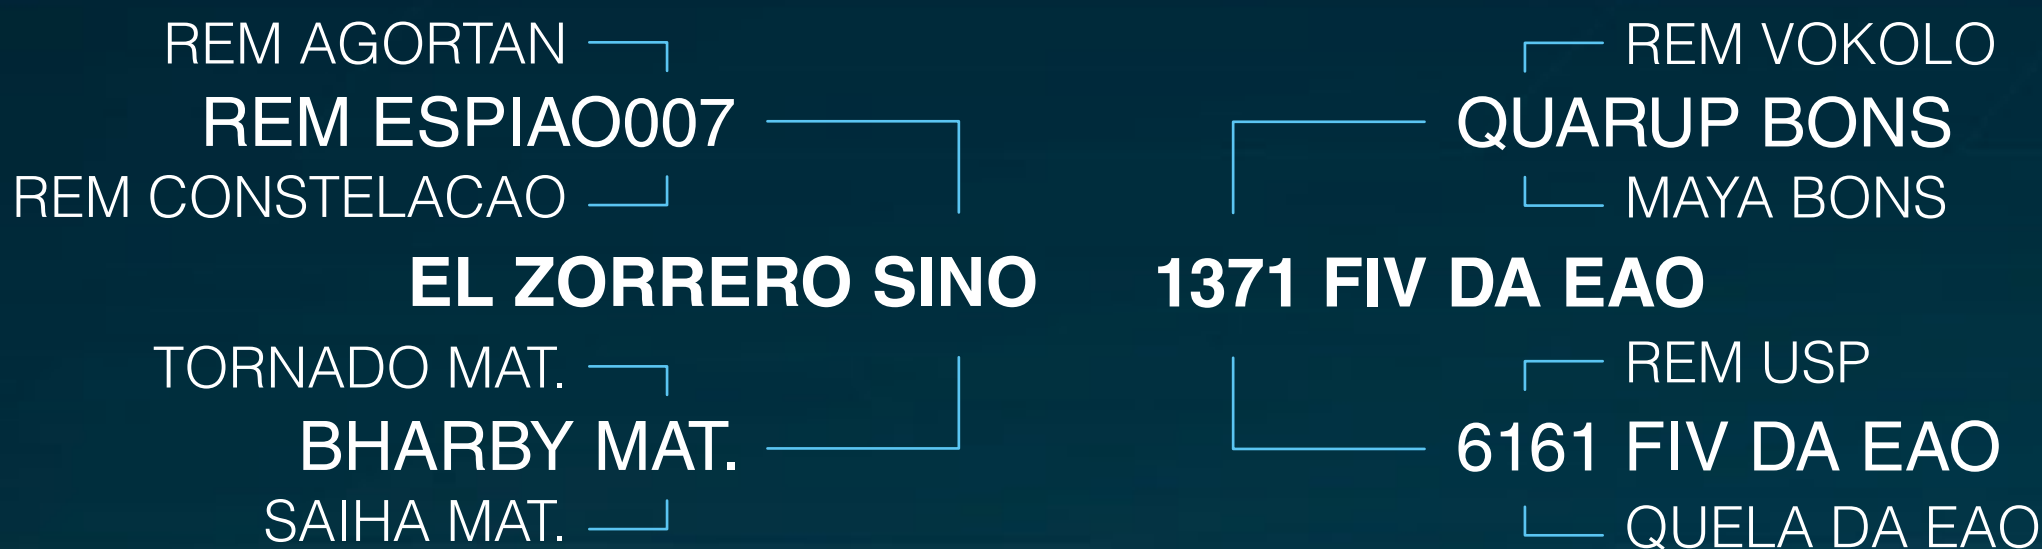 REM AGORTAN
REM VOKOLO
REM ESPIAO007
QUARUP BONS
REM CONSTELACAO
MAYA BONS
EL ZORRERO SINO
1371 FIV DA EAO
TORNADO MAT.
REM USP
BHARBY MAT.
6161 FIV DA EAO
SAIHA MAT.
QUELA DA EAO